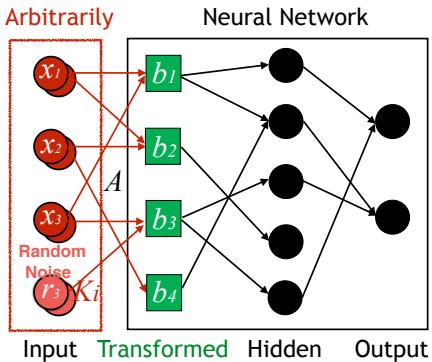 Arbitrarily
Neural Network
x1
b1
x2
b2
A
x3
b3
Random
Noise
r3
Ki
b4
Input
Transformed
Hidden
Output